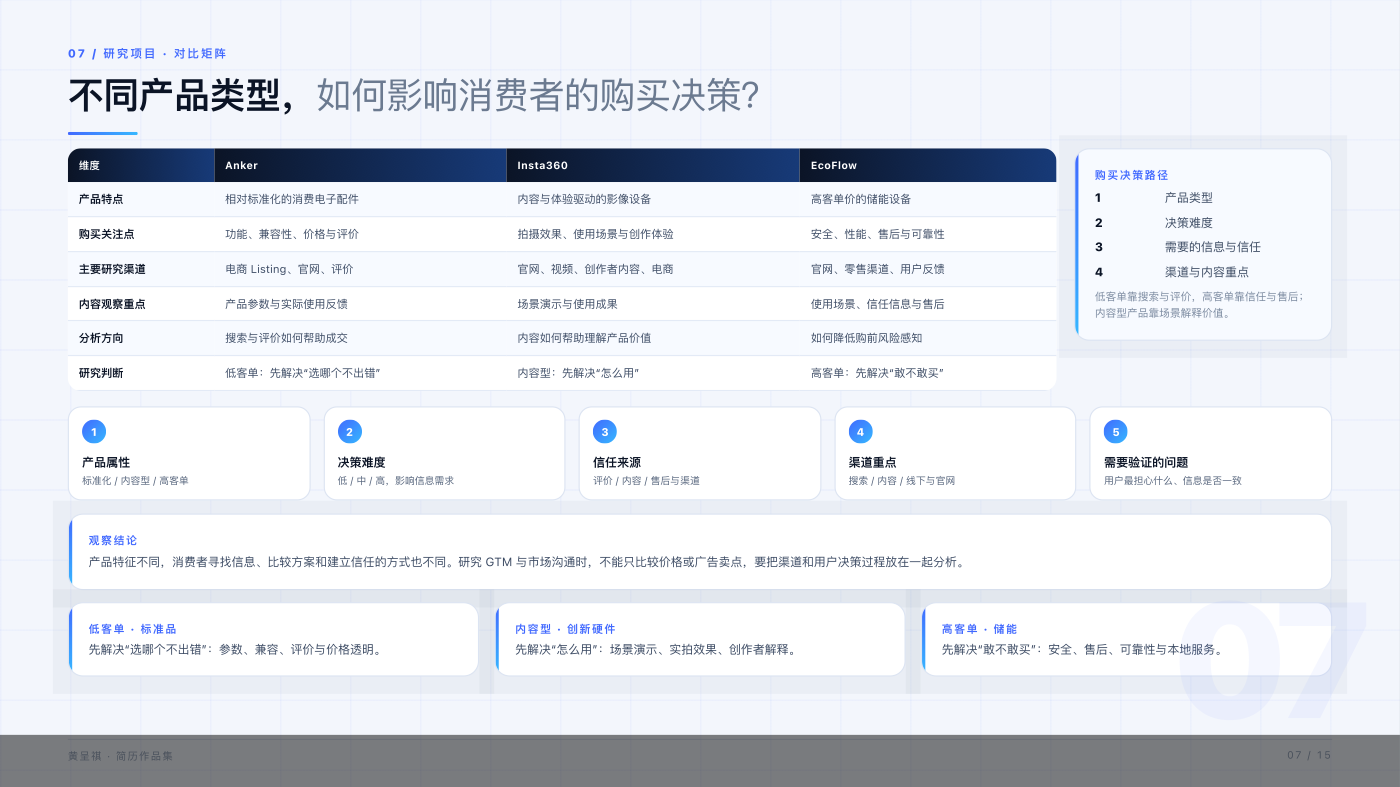 07 / 研究项目 · 对比矩阵
不同产品类型，如何影响消费者的购买决策?
维度 Anker Insta360 EcoFlow
产品特点 相对标准化的消费电子配件 内容与体验驱动的影像设备 高客单价的储能设备
购买关注点 功能、兼容性、价格与评价 拍摄效果、使用场景与创作体验 安全、性能、售后与可靠性
主要研究渠道 电商 Listing、官网、评价 官网、视频、创作者内容、电商 官网、零售渠道、用户反馈
内容观察重点 产品参数与实际使用反馈 场景演示与使用成果 使用场景、信任信息与售后
分析方向 搜索与评价如何帮助成交 内容如何帮助理解产品价值 如何降低购前风险感知
研究判断 低客单：先解决“选哪个不出错” 内容型：先解决“怎么用” 高客单：先解决“敢不敢买”
购买决策路径
1 产品类型
2 决策难度
3 需要的信息与信任
4 渠道与内容重点
低客单靠搜索与评价，高客单靠信任与售后；
内容型产品靠场景解释价值。
1
产品属性
标准化 / 内容型 / 高客单
2
决策难度
低 / 中 / 高，影响信息需求
3
信任来源
评价 / 内容 / 售后与渠道
4
渠道重点
搜索 / 内容 / 线下与官网
5
需要验证的问题
用户最担心什么、信息是否一致
观察结论
产品特征不同，消费者寻找信息、比较方案和建立信任的方式也不同。研究 GTM 与市场沟通时，不能只比较价格或广告卖点，要把渠道和用户决策过程放在一起分析。
低客单 · 标准品
先解决“选哪个不出错”：参数、兼容、评价与价格透明。
内容型 · 创新硬件
先解决“怎么用”：场景演示、实拍效果、创作者解释。
高客单 · 储能
先解决“敢不敢买”：安全、售后、可靠性与本地服务。
07
黄呈祺 · 简历作品集
07 / 15